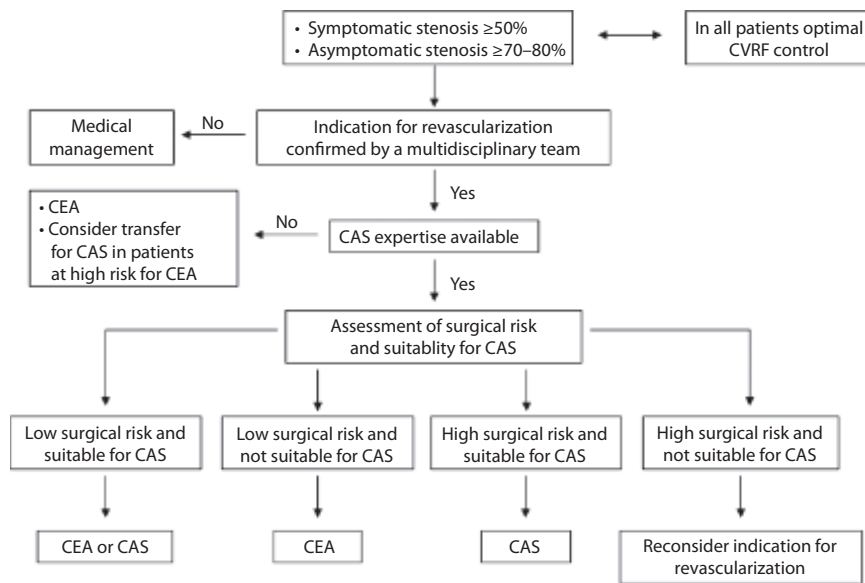 • Symptomatic stenosis ≥50%
• Asymptomatic stenosis ≥70–80%
In all patients optimal
CVRF control
Medical
management
No
Indication for revascularization
confirmed by a multidisciplinary team
Yes
• CEA
• Consider transfer
for CAS in patients
at high risk for CEA
No
CAS expertise available
Yes
Assessment of surgical risk
and suitablity for CAS
Low surgical risk and
suitable for CAS
Low surgical risk and
not suitable for CAS
High surgical risk and
suitable for CAS
High surgical risk and
not suitable for CAS
CEA or CAS
CEA
CAS
Reconsider indication for
revascularization